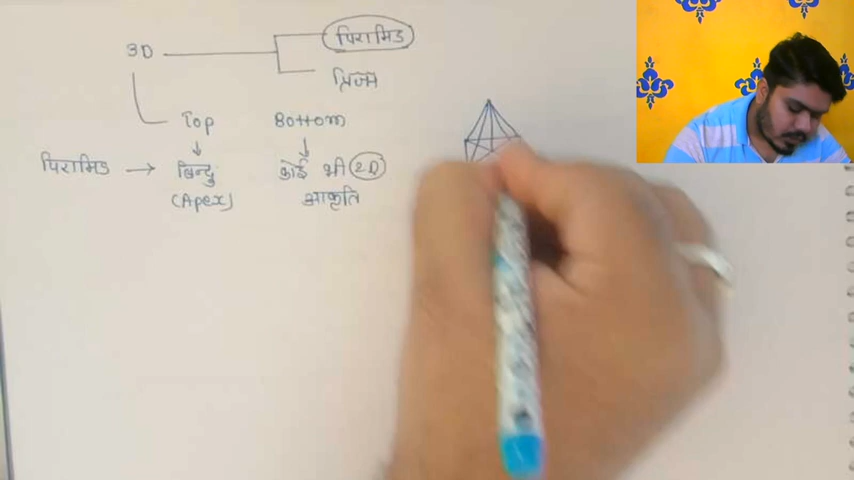 3D पिरामिड
प्रिज्म
Top Bottom
पिरामिड → बिन्दु कोई भी 2D
(Apex) आकृति